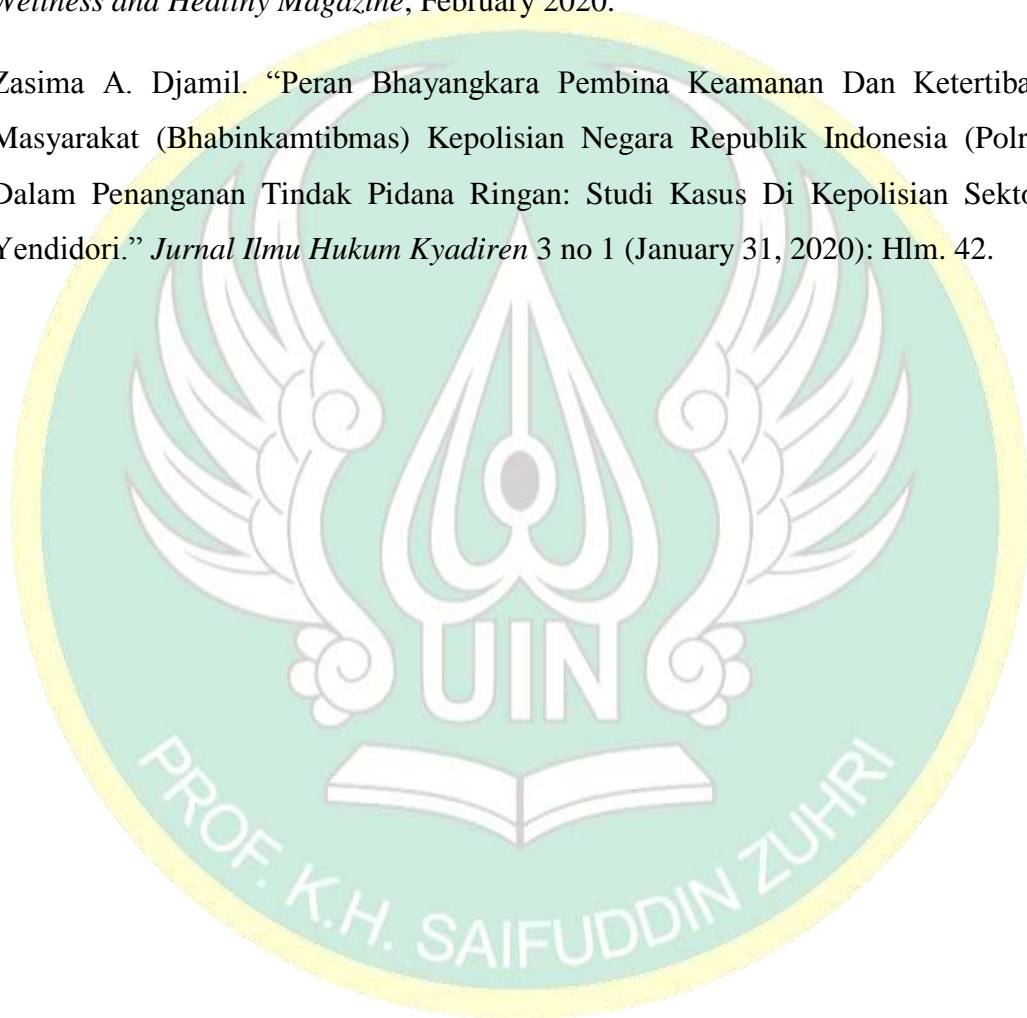 Wellness and Healthy Magazine, February 2020.
Zasima A. Djamil. “Peran Bhayangkara Pembina Keamanan Dan Ketertiba
Masyarakat (Bhabinkamtibmas) Kepolisian Negara Republik Indonesia (Polr
Dalam Penanganan Tindak Pidana Ringan: Studi Kasus Di Kepolisian Sekto
Yendidori.” Jurnal Ilmu Hukum Kyadiren 3 no 1 (January 31, 2020): Hlm. 42.
UIN
PROF. K.H. SAIFUDDIN ZUHRI